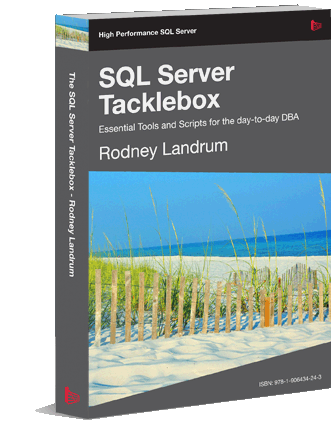 High Performance SQL Server
SQL Server
Tacklebox
Essential Tools and Scripts for the day-to-day DBA
Rodney Landrum
The SQL Server Tacklebox - Rodney Landrum
ISBN: 978-1-906434-24-3